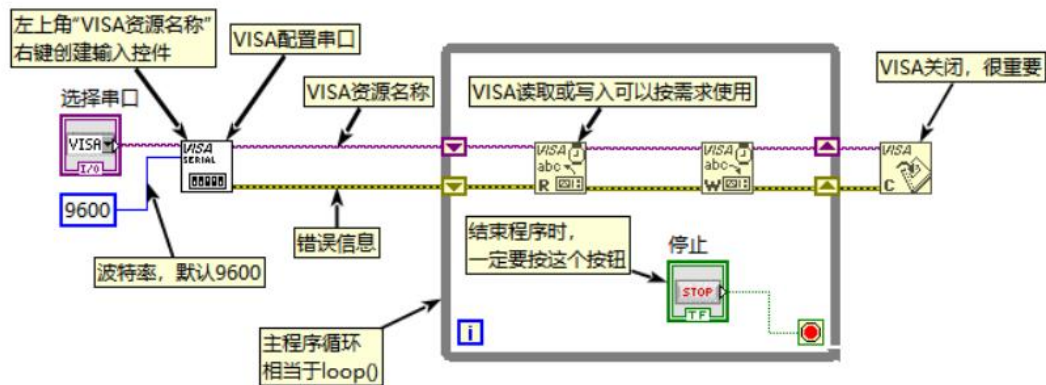 左上角“VISA资源名称”
右键创建输入控件
VISA配置串口
VISA资源名称
VISA读取或写入可以按需求使用
VISA关闭，很重要
选择串口
VISA
I/O
VISA
SERIAL
9600
VISA
abc
R
VISA
abc
W
VISA
C
波特率，默认9600
错误信息
结束程序时，
一定要按这个按钮
停止
STOP
TF
i
主程序循环
相当于loop()